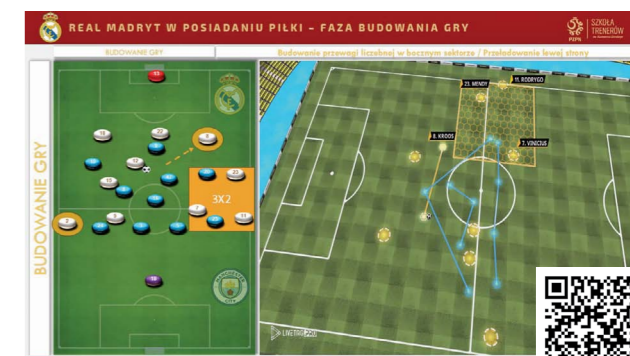 REAL MADRYT W POSIADANIU PIŁKI – FAZA BUDOWANIA GRY
SZKOŁA
TRENERÓW
PZPN
BUDOWANIE GRY
Budowanie przewagi liczebnej w bocznym sektorze / Przeładowanie lewej strony
BUDOWANIE GRY
3X2
23. MENDY
11. RODRYGO
8. KROOS
7. VINICIUS